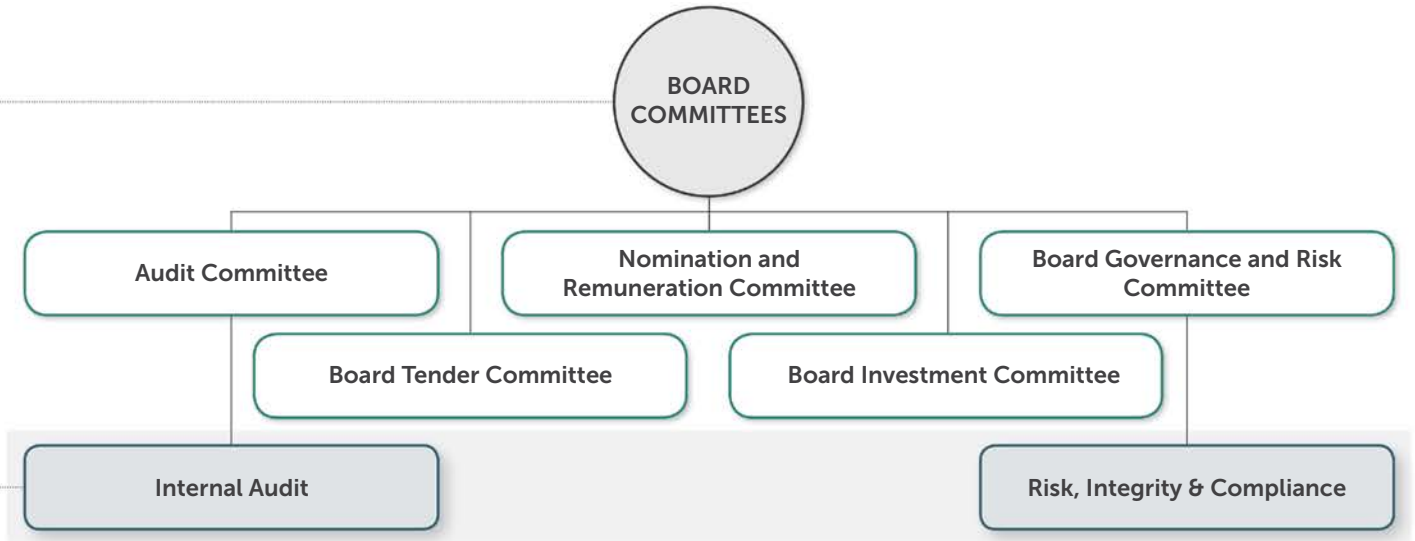 BOARD
COMMITTEES
Audit Committee
Nomination and
Remuneration Committee
Board Governance and Risk
Committee
Board Tender Committee
Board Investment Committee
Internal Audit
Risk, Integrity & Compliance